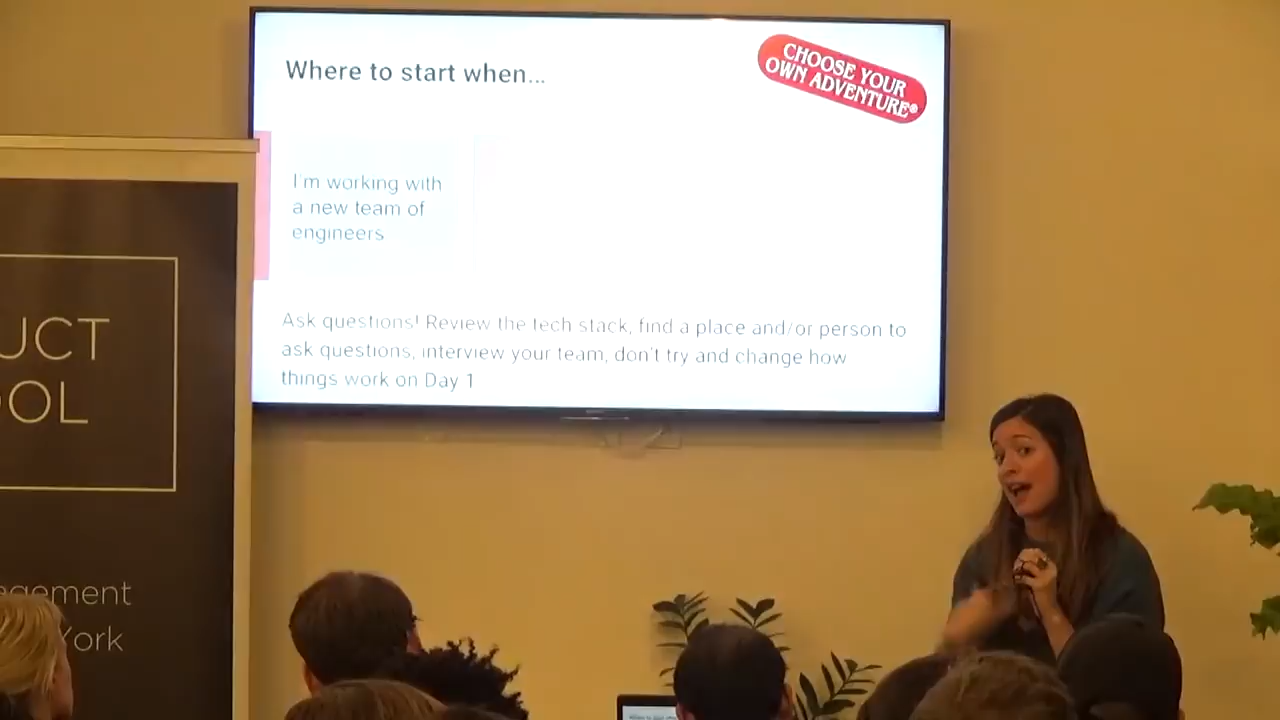 Where to start when...
CHOOSE YOUR
OWN ADVENTURE®
I'm working with
a new team of
engineers
Ask questions! Review the tech stack, find a place and/or person to
ask questions, interview your team, don't try and change how
things work on Day 1
UCT
OOL
agement
York